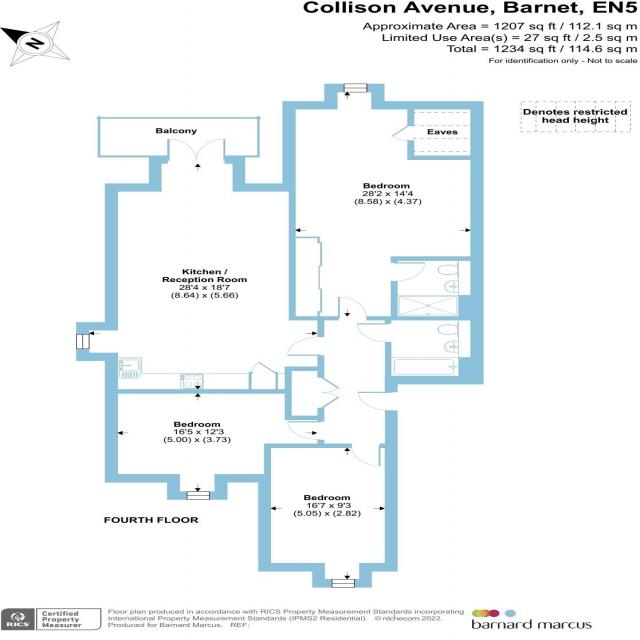 Collison Avenue, Barnet, EN5
Approximate Area = 1207 sq ft / 112.1 sq m
Limited Use Area(s) = 27 sq ft / 2.5 sq m
Total = 1234 sq ft / 114.6 sq m
For identification only - Not to scale
N
Denotes restricted
head height
Balcony
Eaves
Bedroom
28'2 x 14'4
(8.58) x (4.37)
Kitchen /
Reception Room
28'4 x 18'7
(8.64) x (5.66)
Bedroom
16'5 x 12'3
(5.00) x (3.73)
Bedroom
16'7 x 9'3
(5.05) x (2.82)
FOURTH FLOOR
RICS
Certified
Property
Measurer
Floor plan produced in accordance with RICS Property Measurement Standards incorporating
International Property Measurement Standards (IPMS2 Residential). © nichecom 2022.
Produced for Barnard Marcus. REF:
barnard marcus